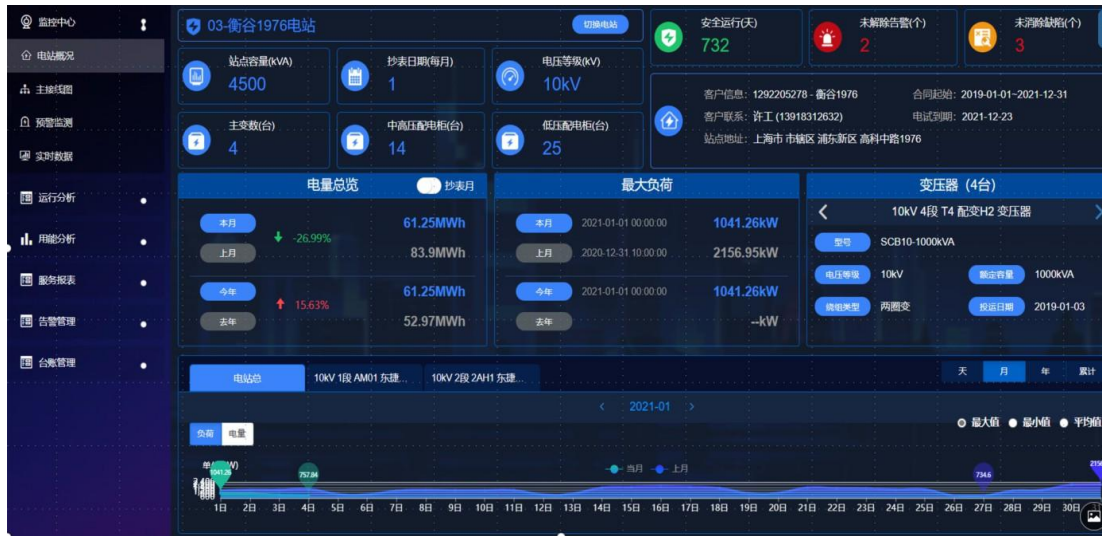 监控中心
电站概况
主接线图
预警监测
实时数据
运行分析
用能分析
服务报表
告警管理
台账管理
03-衡谷1976电站
切换电站
站点容量(kVA)
4500
抄表日期(每月)
1
电压等级(kV)
10kV
主变数(台)
4
中高压配电柜(台)
14
低压配电柜(台)
25
安全运行(天)
732
未解除告警(个)
2
未消除缺陷(个)
3
客户信息: 1292205278 - 衡谷1976
合同起始: 2019-01-01~2021-12-31
客户联系: 许工 (13918312632)
电试到期: 2021-12-23
站点地址: 上海市 市辖区 浦东新区 高科中路1976
电量总览
抄表月
本月
61.25MWh
-26.99%
上月
83.9MWh
今年
61.25MWh
15.63%
去年
52.97MWh
最大负荷
本月 2021-01-01 00:00:00 1041.26kW
上月 2020-12-31 10:00:00 2156.95kW
今年 2021-01-01 00:00:00 1041.26kW
去年 --kW
变压器 (4台)
10kV 4段 T4 配变H2 变压器
型号 SCB10-1000kVA
电压等级 10kV 额定容量 1000kVA
绕组类型 两圈变 投运日期 2019-01-03
电站总
10kV 1段 AM01 东捷...
10kV 2段 2AH1 东捷...
天 月 年 累计
2021-01
最大值 最小值 平均值
负荷 电量
当月 上月
1041.26
757.84
734.6
1日 2日 3日 4日 5日 6日 7日 8日 9日 10日 11日 12日 13日 14日 15日 16日 17日 18日 19日 20日 21日 22日 23日 24日 25日 26日 27日 28日 29日 30日